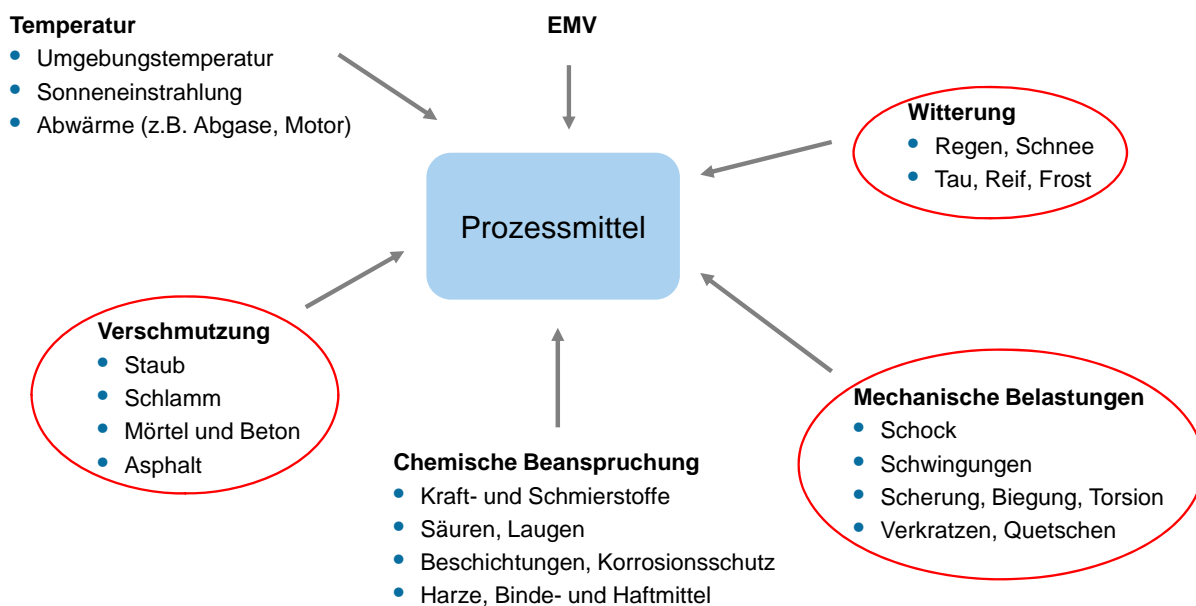 Temperatur
• Umgebungstemperatur
• Sonneneinstrahlung
• Abwärme (z.B. Abgase, Motor)
EMV
Witterung
• Regen, Schnee
• Tau, Reif, Frost
Prozessmittel
Verschmutzung
• Staub
• Schlamm
• Mörtel und Beton
• Asphalt
Chemische Beanspruchung
• Kraft- und Schmierstoffe
• Säuren, Laugen
• Beschichtungen, Korrosionsschutz
• Harze, Binde- und Haftmittel
Mechanische Belastungen
• Schock
• Schwingungen
• Scherung, Biegung, Torsion
• Verkratzen, Quetschen